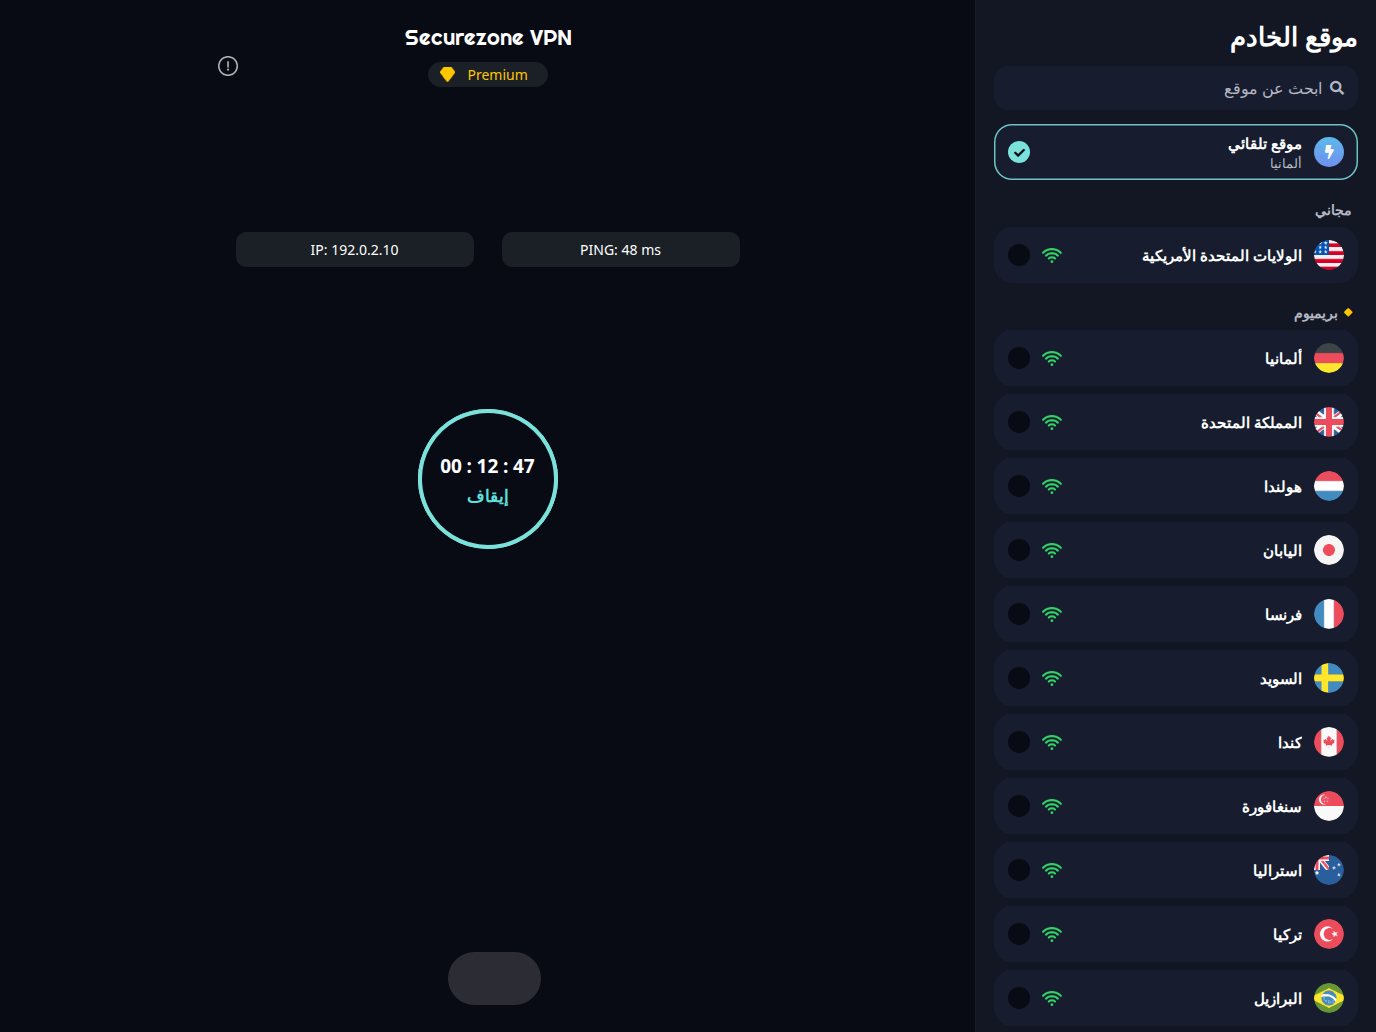 Securezone VPN
Premium
IP: 192.0.2.10
PING: 48 ms
00 : 12 : 47
إيقاف
موقع الخادم
ابحث عن موقع
موقع تلقائي
ألمانيا
مجاني
الولايات المتحدة الأمريكية
بريميوم
ألمانيا
المملكة المتحدة
هولندا
اليابان
فرنسا
السويد
كندا
سنغافورة
استراليا
تركيا
البرازيل